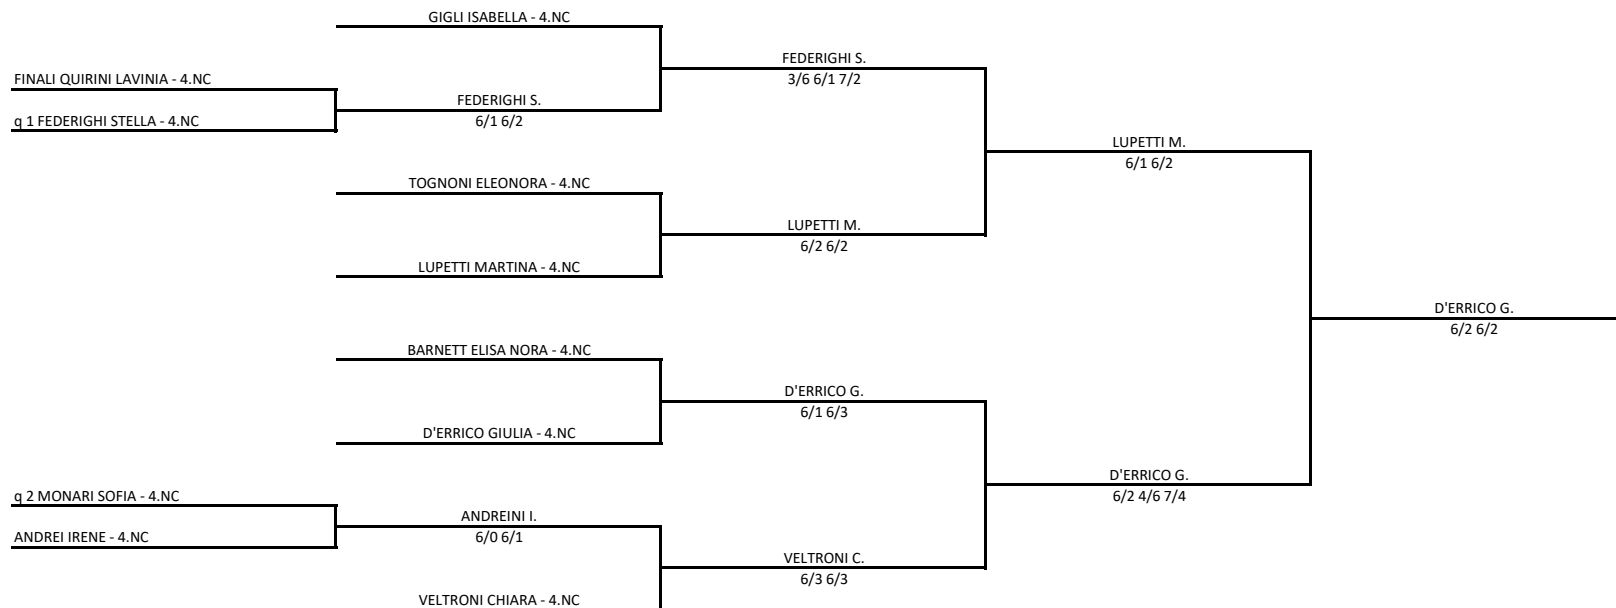 GIGLI ISABELLA - 4.NC
FEDERIGHI S.
3/6 6/1 7/2
FINALI QUIRINI LAVINIA - 4.NC
FEDERIGHI S.
6/1 6/2
q 1 FEDERIGHI STELLA - 4.NC
LUPETTI M.
6/1 6/2
TOGNONI ELEONORA - 4.NC
LUPETTI M.
6/2 6/2
LUPETTI MARTINA - 4.NC
D'ERRICO G.
6/2 6/2
BARNETT ELISA NORA - 4.NC
D'ERRICO G.
6/1 6/3
D'ERRICO GIULIA - 4.NC
D'ERRICO G.
6/2 4/6 7/4
q 2 MONARI SOFIA - 4.NC
ANDREINI I.
6/0 6/1
ANDREI IRENE - 4.NC
VELTRONI C.
6/3 6/3
VELTRONI CHIARA - 4.NC